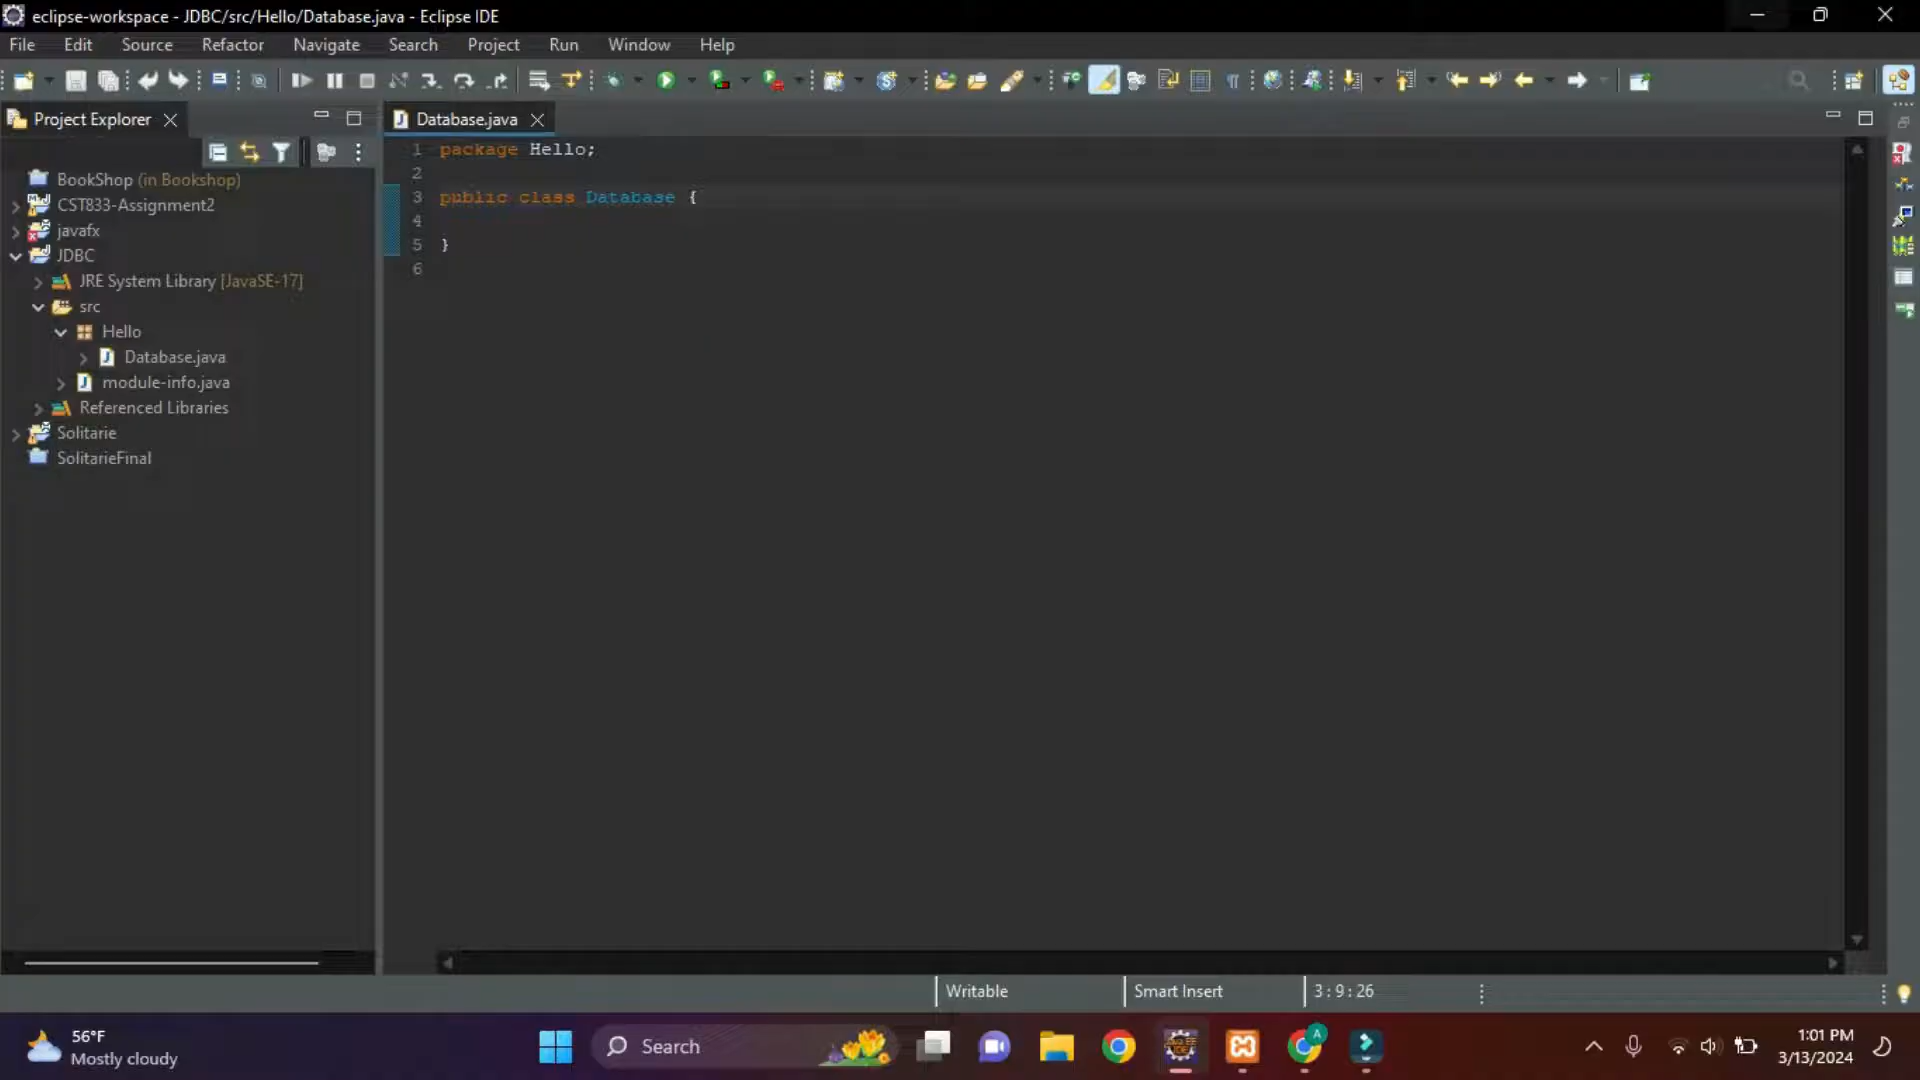 eclipse-workspace - JDBC/src/Hello/Database.java - Eclipse IDE
File Edit Source Refactor Navigate Search Project Run Window Help
Project Explorer
Database.java
1 package Hello;
2
3 public class Database {
4
5 }
6
BookShop (in Bookshop)
CST833-Assignment2
javafx
JDBC
JRE System Library [JavaSE-17]
src
Hello
Database.java
module-info.java
Referenced Libraries
Solitarie
SolitarieFinal
Writable Smart Insert 3 : 9 : 26
56°F
Mostly cloudy
Search
1:01 PM
3/13/2024